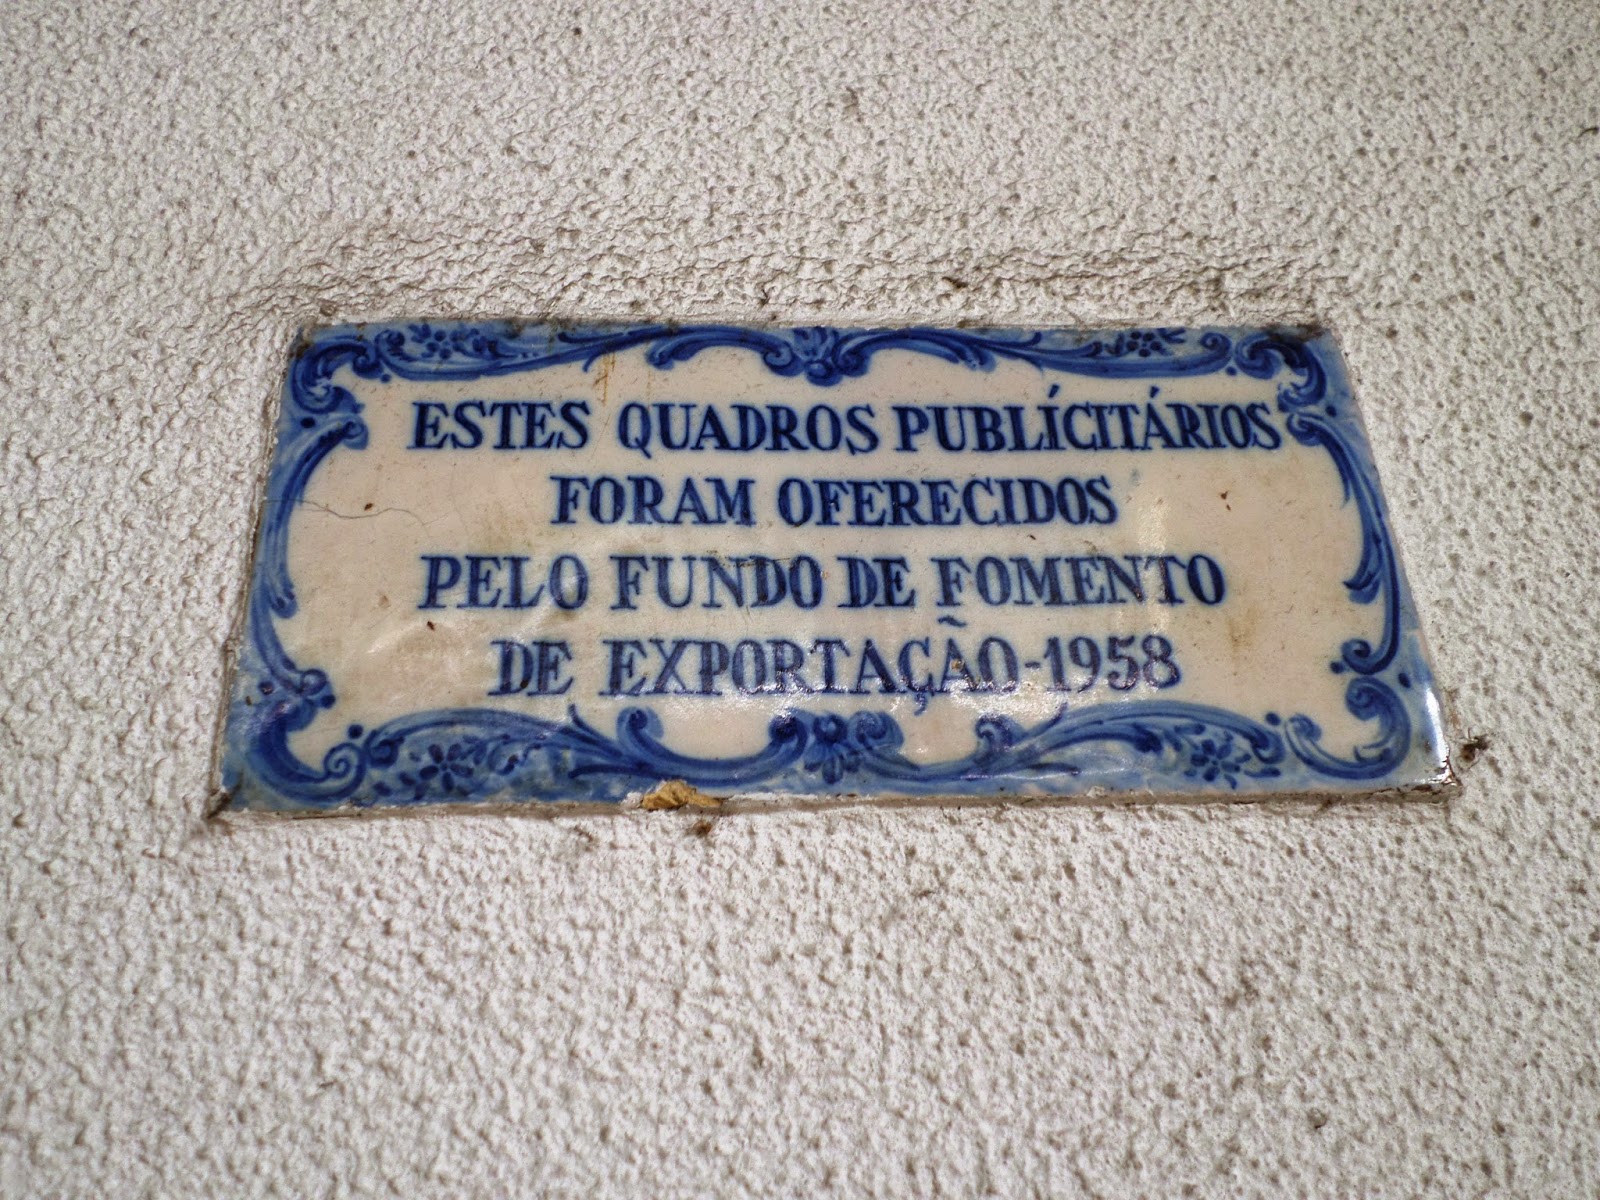 ESTES QUADROS PUBLÍCITÁRIOS
FORAM OFERECIDOS
PELO FUNDO DE FOMENTO
DE EXPORTAÇÃO-1958